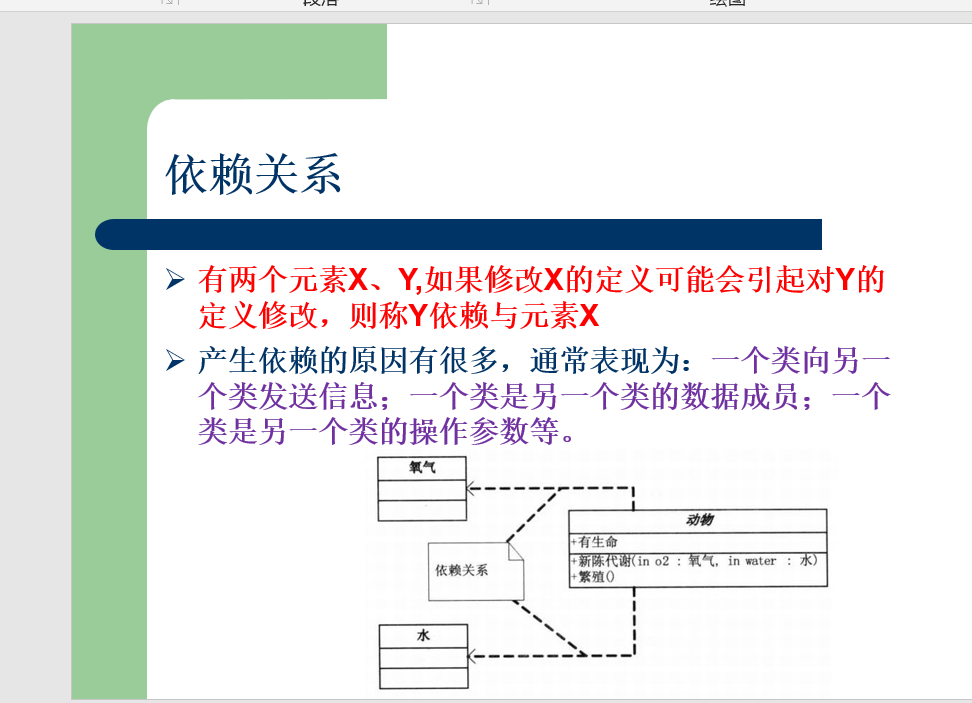 段落
绘图
依赖关系
有两个元素X、Y,如果修改X的定义可能会引起对Y的
定义修改，则称Y依赖与元素X
产生依赖的原因有很多，通常表现为：一个类向另一
个类发送信息；一个类是另一个类的数据成员；一个
类是另一个类的操作参数等。
氧气
动物
+有生命
+新陈代谢(in o2 : 氧气, in water : 水)
+繁殖()
依赖关系
水